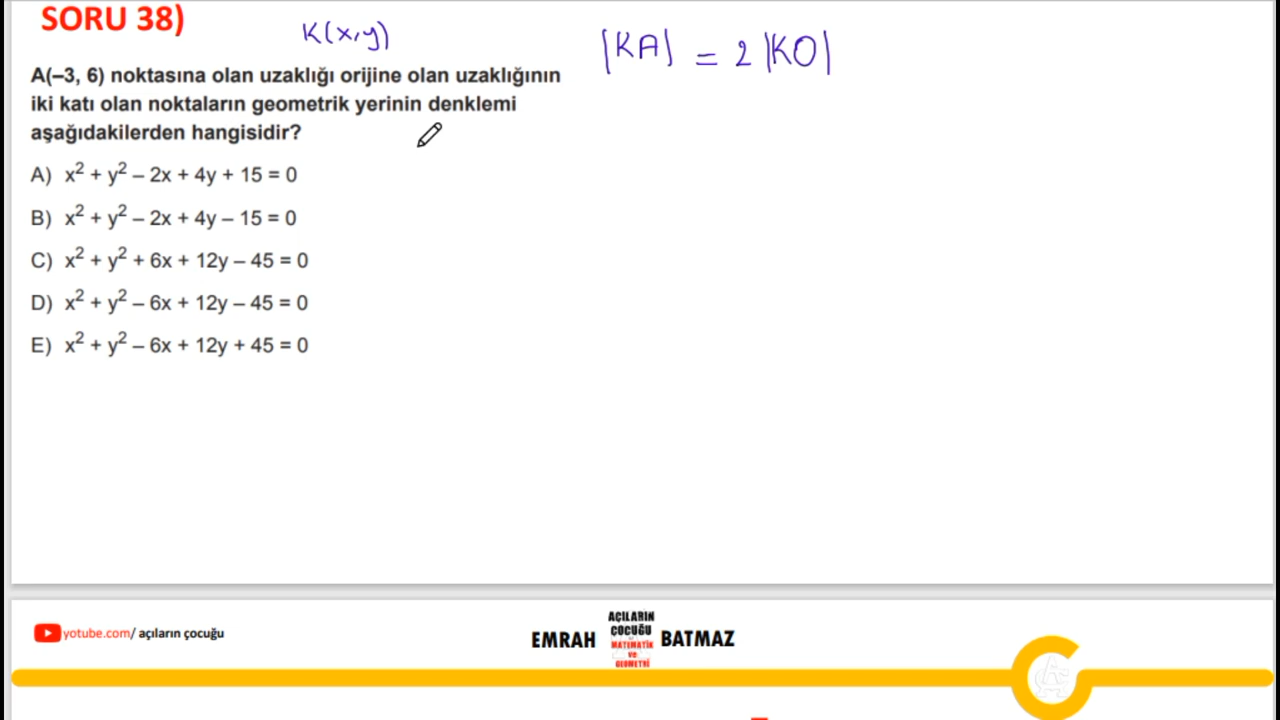 SORU 38)
K(x,y)
|KA| = 2 |KO|
A(–3, 6) noktasına olan uzaklığı orijine olan uzaklığının
iki katı olan noktaların geometrik yerinin denklemi
aşağıdakilerden hangisidir?
A) x² + y² – 2x + 4y + 15 = 0
B) x² + y² – 2x + 4y – 15 = 0
C) x² + y² + 6x + 12y – 45 = 0
D) x² + y² – 6x + 12y – 45 = 0
E) x² + y² – 6x + 12y + 45 = 0
yotube.com/ açıların çocuğu
EMRAH
AÇILARIN
ÇOCUĞU
MATEMATİK
ve
GEOMETRİ
BATMAZ